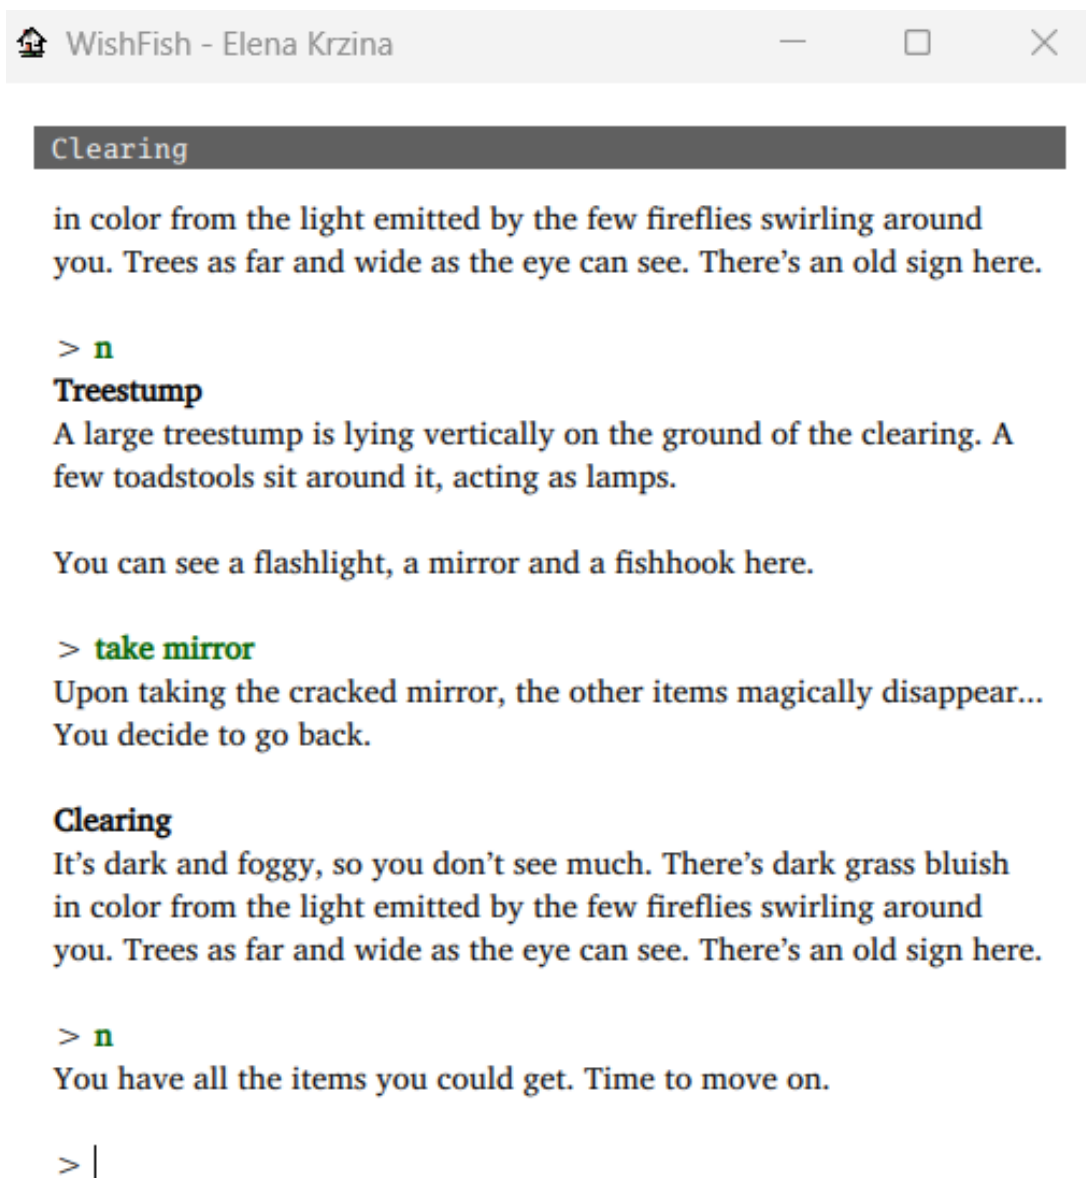 WishFish - Elena Krzina
Clearing
in color from the light emitted by the few fireflies swirling around
you. Trees as far and wide as the eye can see. There’s an old sign here.
> n
Treestump
A large treestump is lying vertically on the ground of the clearing. A
few toadstools sit around it, acting as lamps.
You can see a flashlight, a mirror and a fishhook here.
> take mirror
Upon taking the cracked mirror, the other items magically disappear...
You decide to go back.
Clearing
It’s dark and foggy, so you don’t see much. There’s dark grass bluish
in color from the light emitted by the few fireflies swirling around
you. Trees as far and wide as the eye can see. There’s an old sign here.
> n
You have all the items you could get. Time to move on.
>